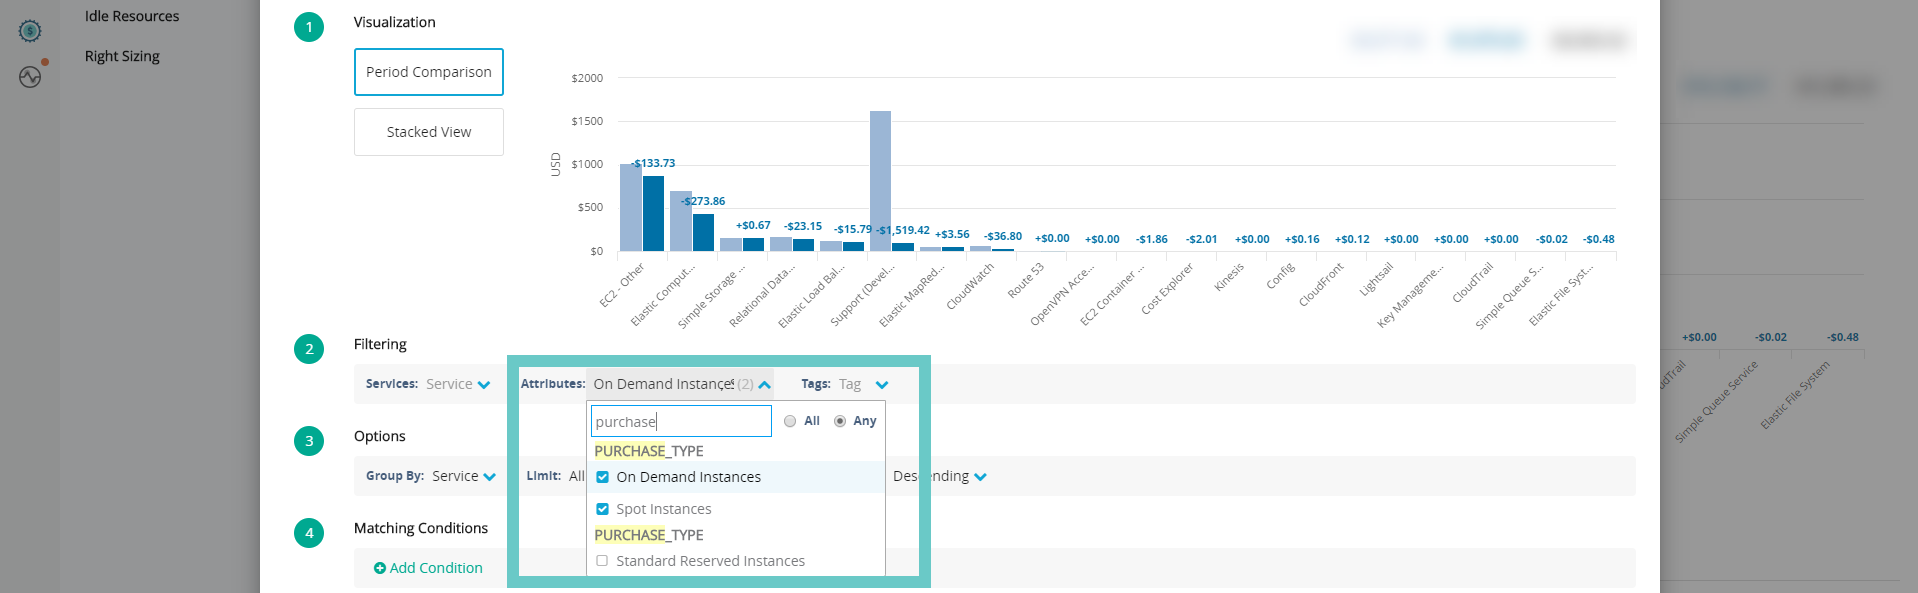 Idle Resources
Right Sizing
1
Visualization
Period Comparison
Stacked View
USD
$2000
$1500
$1000
$500
$0
-$133.73
-$273.86
+$0.67
-$23.15
-$15.79
-$1,519.42
+$3.56
-$36.80
+$0.00
+$0.00
-$1.86
-$2.01
+$0.00
+$0.16
+$0.12
+$0.00
+$0.00
+$0.00
-$0.02
-$0.48
EC2 - Other
Elastic Comput...
Simple Storage ...
Relational Data...
Elastic Load Bal...
Support (Devel...
Elastic MapRed...
CloudWatch
Route 53
OpenVPN Acce...
EC2 Container ...
Cost Explorer
Kinesis
Config
CloudFront
Lightsail
Key Manageme...
CloudTrail
Simple Queue S...
Elastic File Syst...
+$0.00
-$0.02
-$0.48
oudTrail
Simple Queue Service
Elastic File System
2
Filtering
Services: Service
Attributes: On Demand Instances (2)
Tags: Tag
purchase
All
Any
PURCHASE_TYPE
On Demand Instances
Spot Instances
PURCHASE_TYPE
Standard Reserved Instances
3
Options
Group By: Service
Limit: All
Descending
4
Matching Conditions
Add Condition